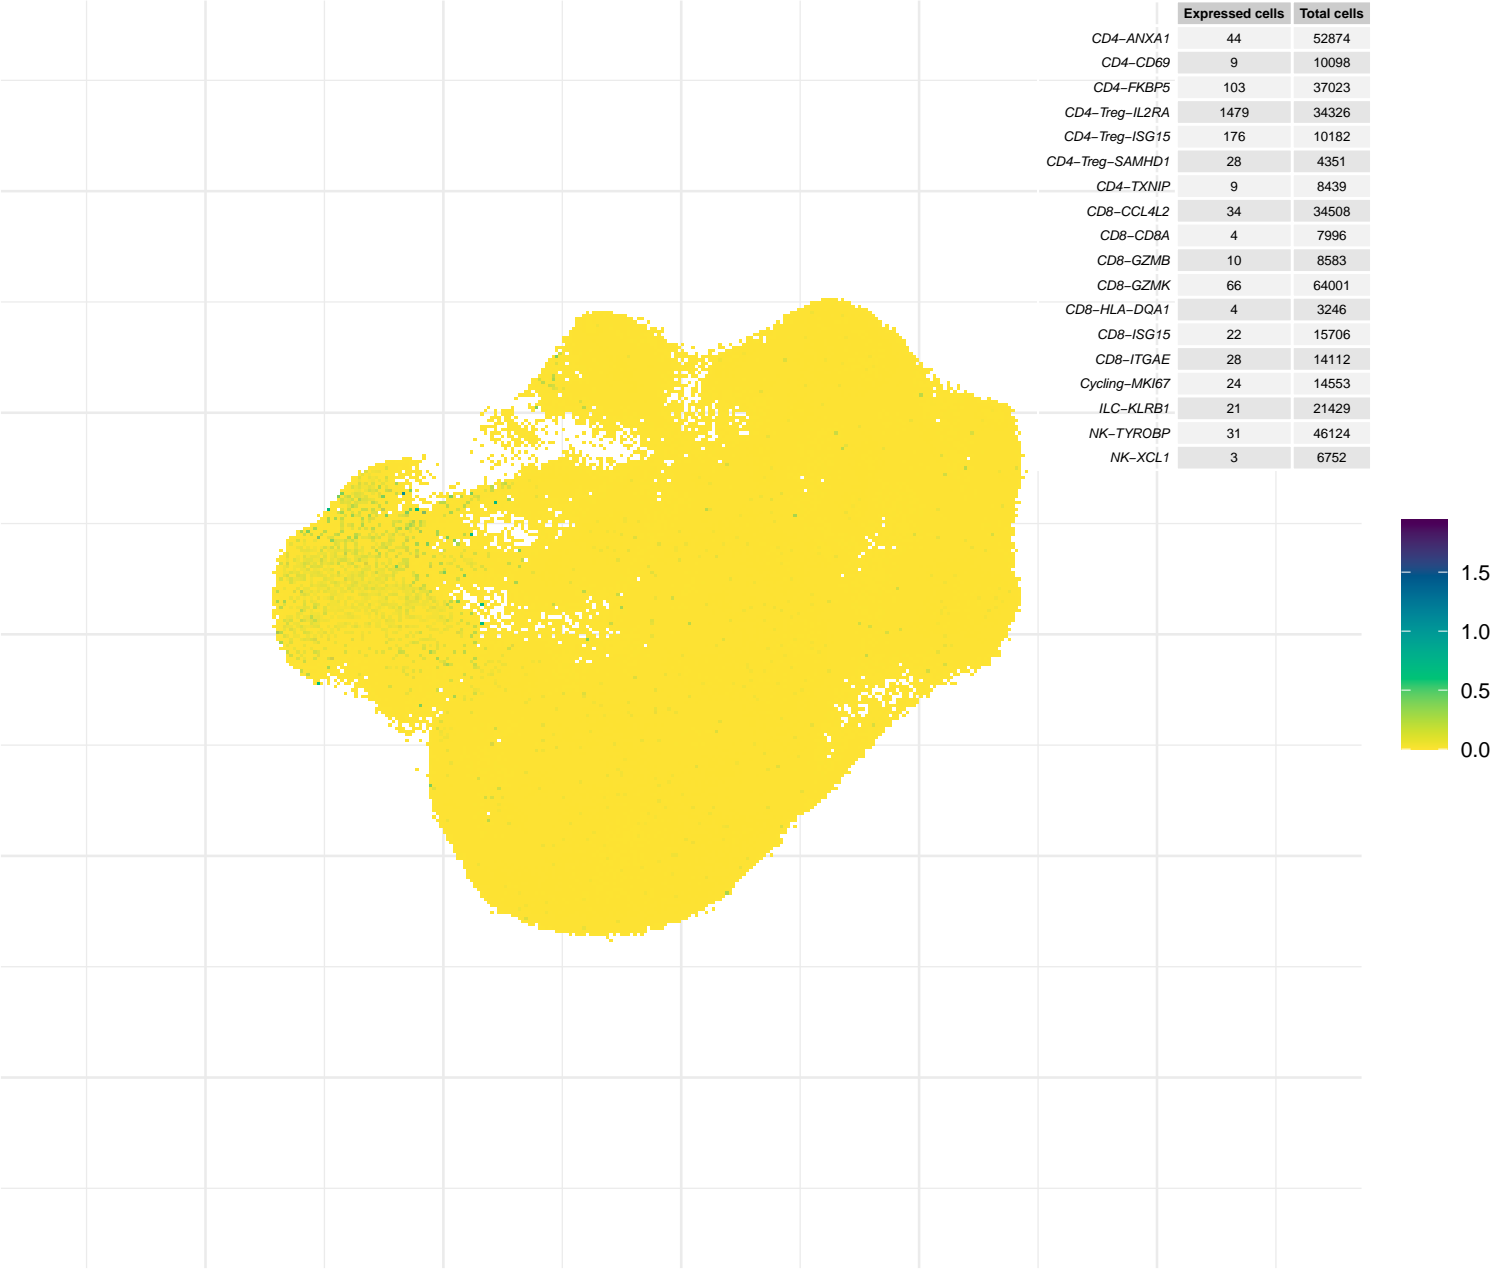 Expressed cells Total cells
CD4−ANXA1 44 52874
CD4−CD69 9 10098
CD4−FKBP5 103 37023
CD4−Treg−IL2RA 1479 34326
CD4−Treg−ISG15 176 10182
CD4−Treg−SAMHD1 28 4351
CD4−TXNIP 9 8439
CD8−CCL4L2 34 34508
CD8−CD8A 4 7996
CD8−GZMB 10 8583
CD8−GZMK 66 64001
CD8−HLA−DQA1 4 3246
CD8−ISG15 22 15706
CD8−ITGAE 28 14112
Cycling−MKI67 24 14553
ILC−KLRB1 21 21429
NK−TYROBP 31 46124
NK−XCL1 3 6752
1.5
1.0
0.5
0.0